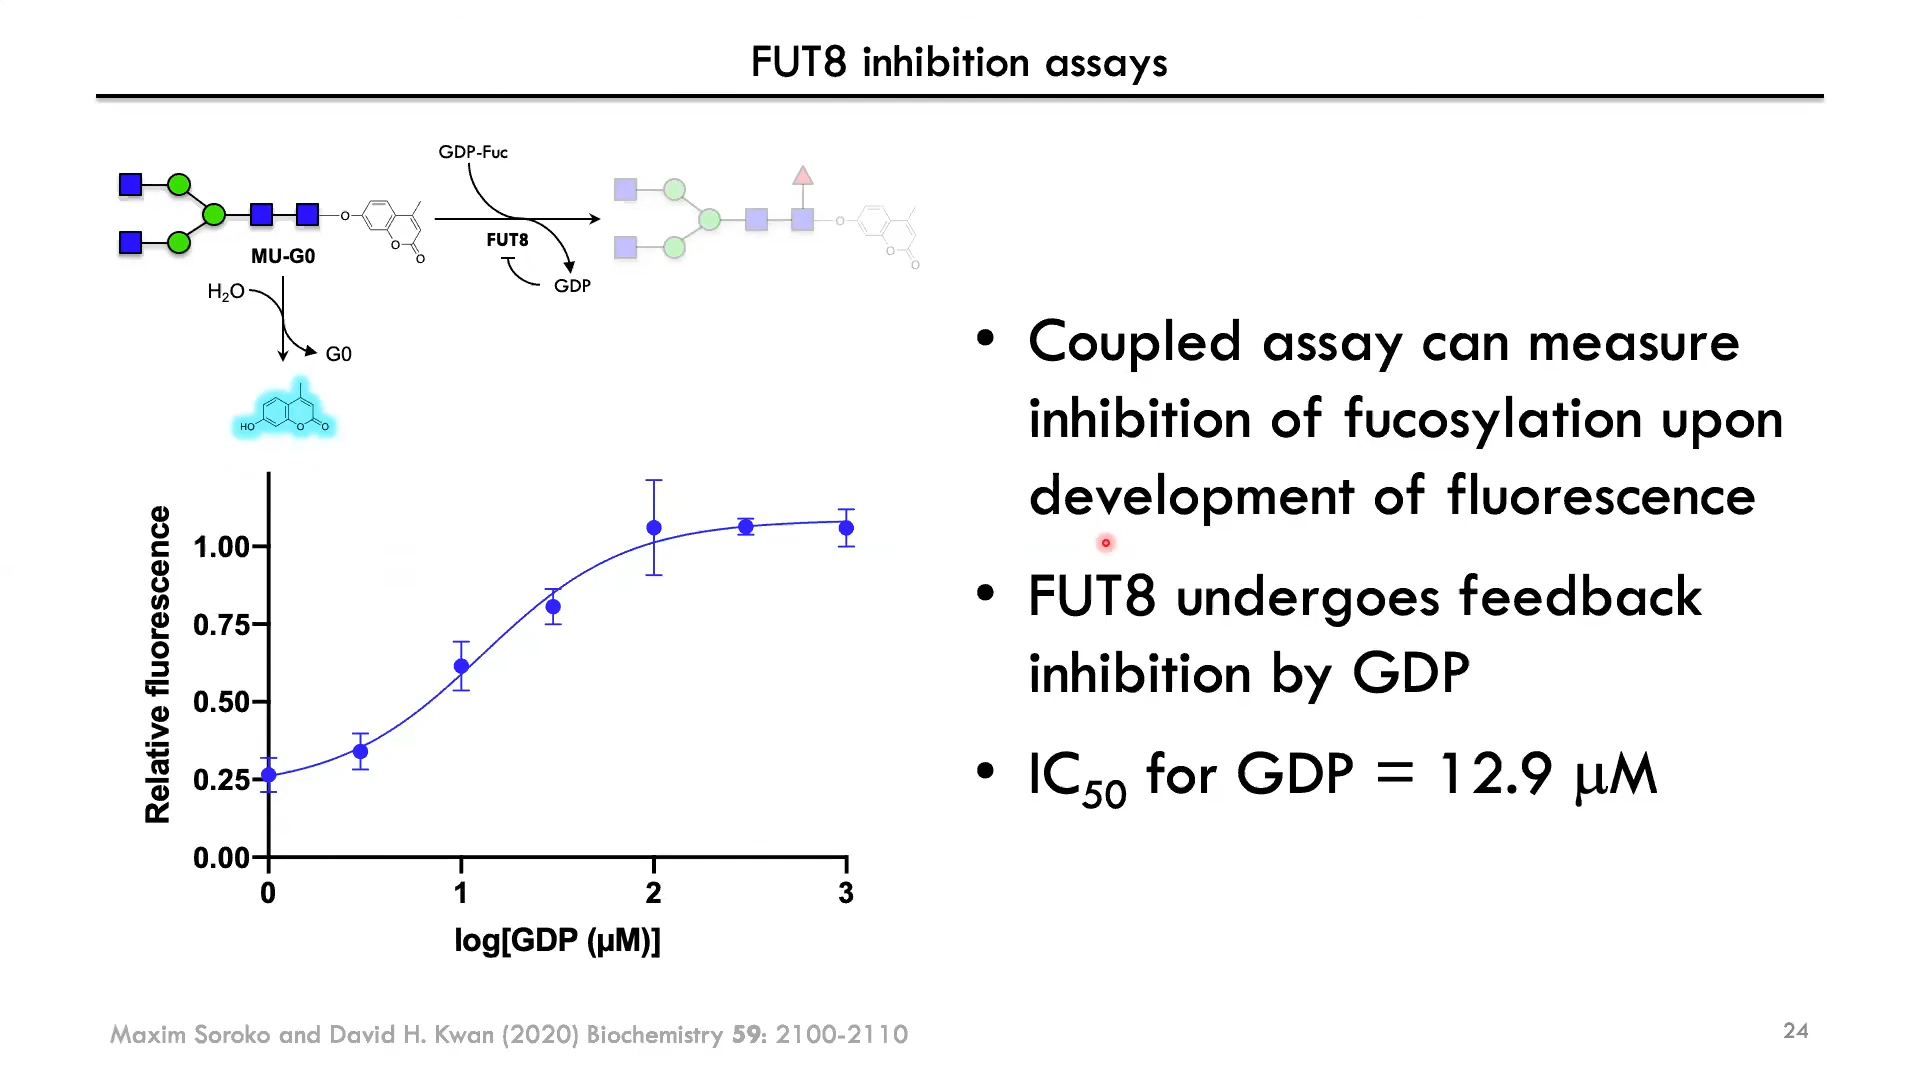 FUT8 inhibition assays
GDP-Fuc
O
O
O
MU-G0
FUT8
GDP
O
O
O
H₂O
G0
HO
O
O
Relative fluorescence
1.00
0.75
0.50
0.25
0.00
0
1
2
3
log[GDP (µM)]
• Coupled assay can measure
inhibition of fucosylation upon
development of fluorescence
• FUT8 undergoes feedback
inhibition by GDP
• IC₅₀ for GDP = 12.9 µM
Maxim Soroko and David H. Kwan (2020) Biochemistry 59: 2100-2110
24